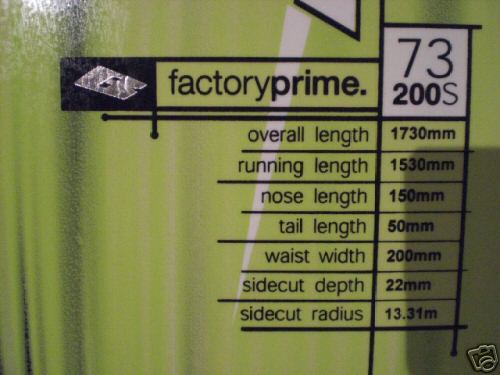 factoryprime.
73
200S
overall length 1730mm
running length 1530mm
nose length 150mm
tail length 50mm
waist width 200mm
sidecut depth 22mm
sidecut radius 13.31m